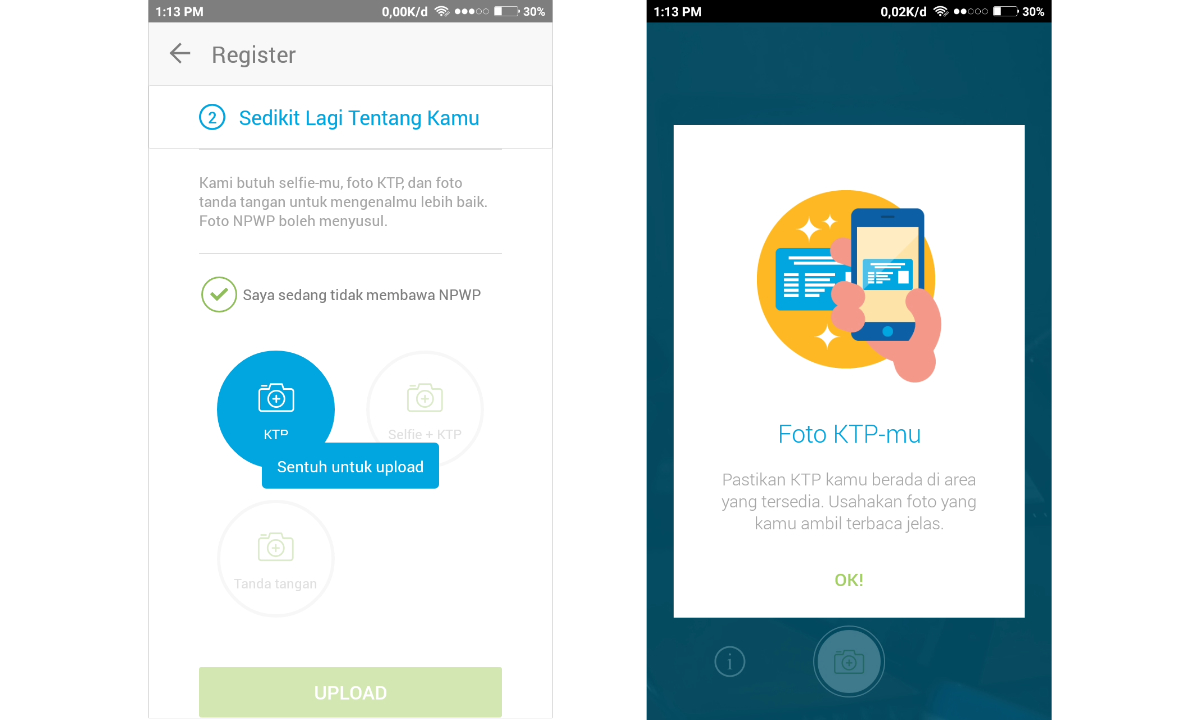 1:13 PM 0,00K/d 30%
Register
2 Sedikit Lagi Tentang Kamu
Kami butuh selfie-mu, foto KTP, dan foto
tanda tangan untuk mengenalmu lebih baik.
Foto NPWP boleh menyusul.
Saya sedang tidak membawa NPWP
KTP
Selfie + KTP
Sentuh untuk upload
Tanda tangan
UPLOAD
1:13 PM 0,02K/d 30%
Foto KTP-mu
Pastikan KTP kamu berada di area
yang tersedia. Usahakan foto yang
kamu ambil terbaca jelas.
OK!